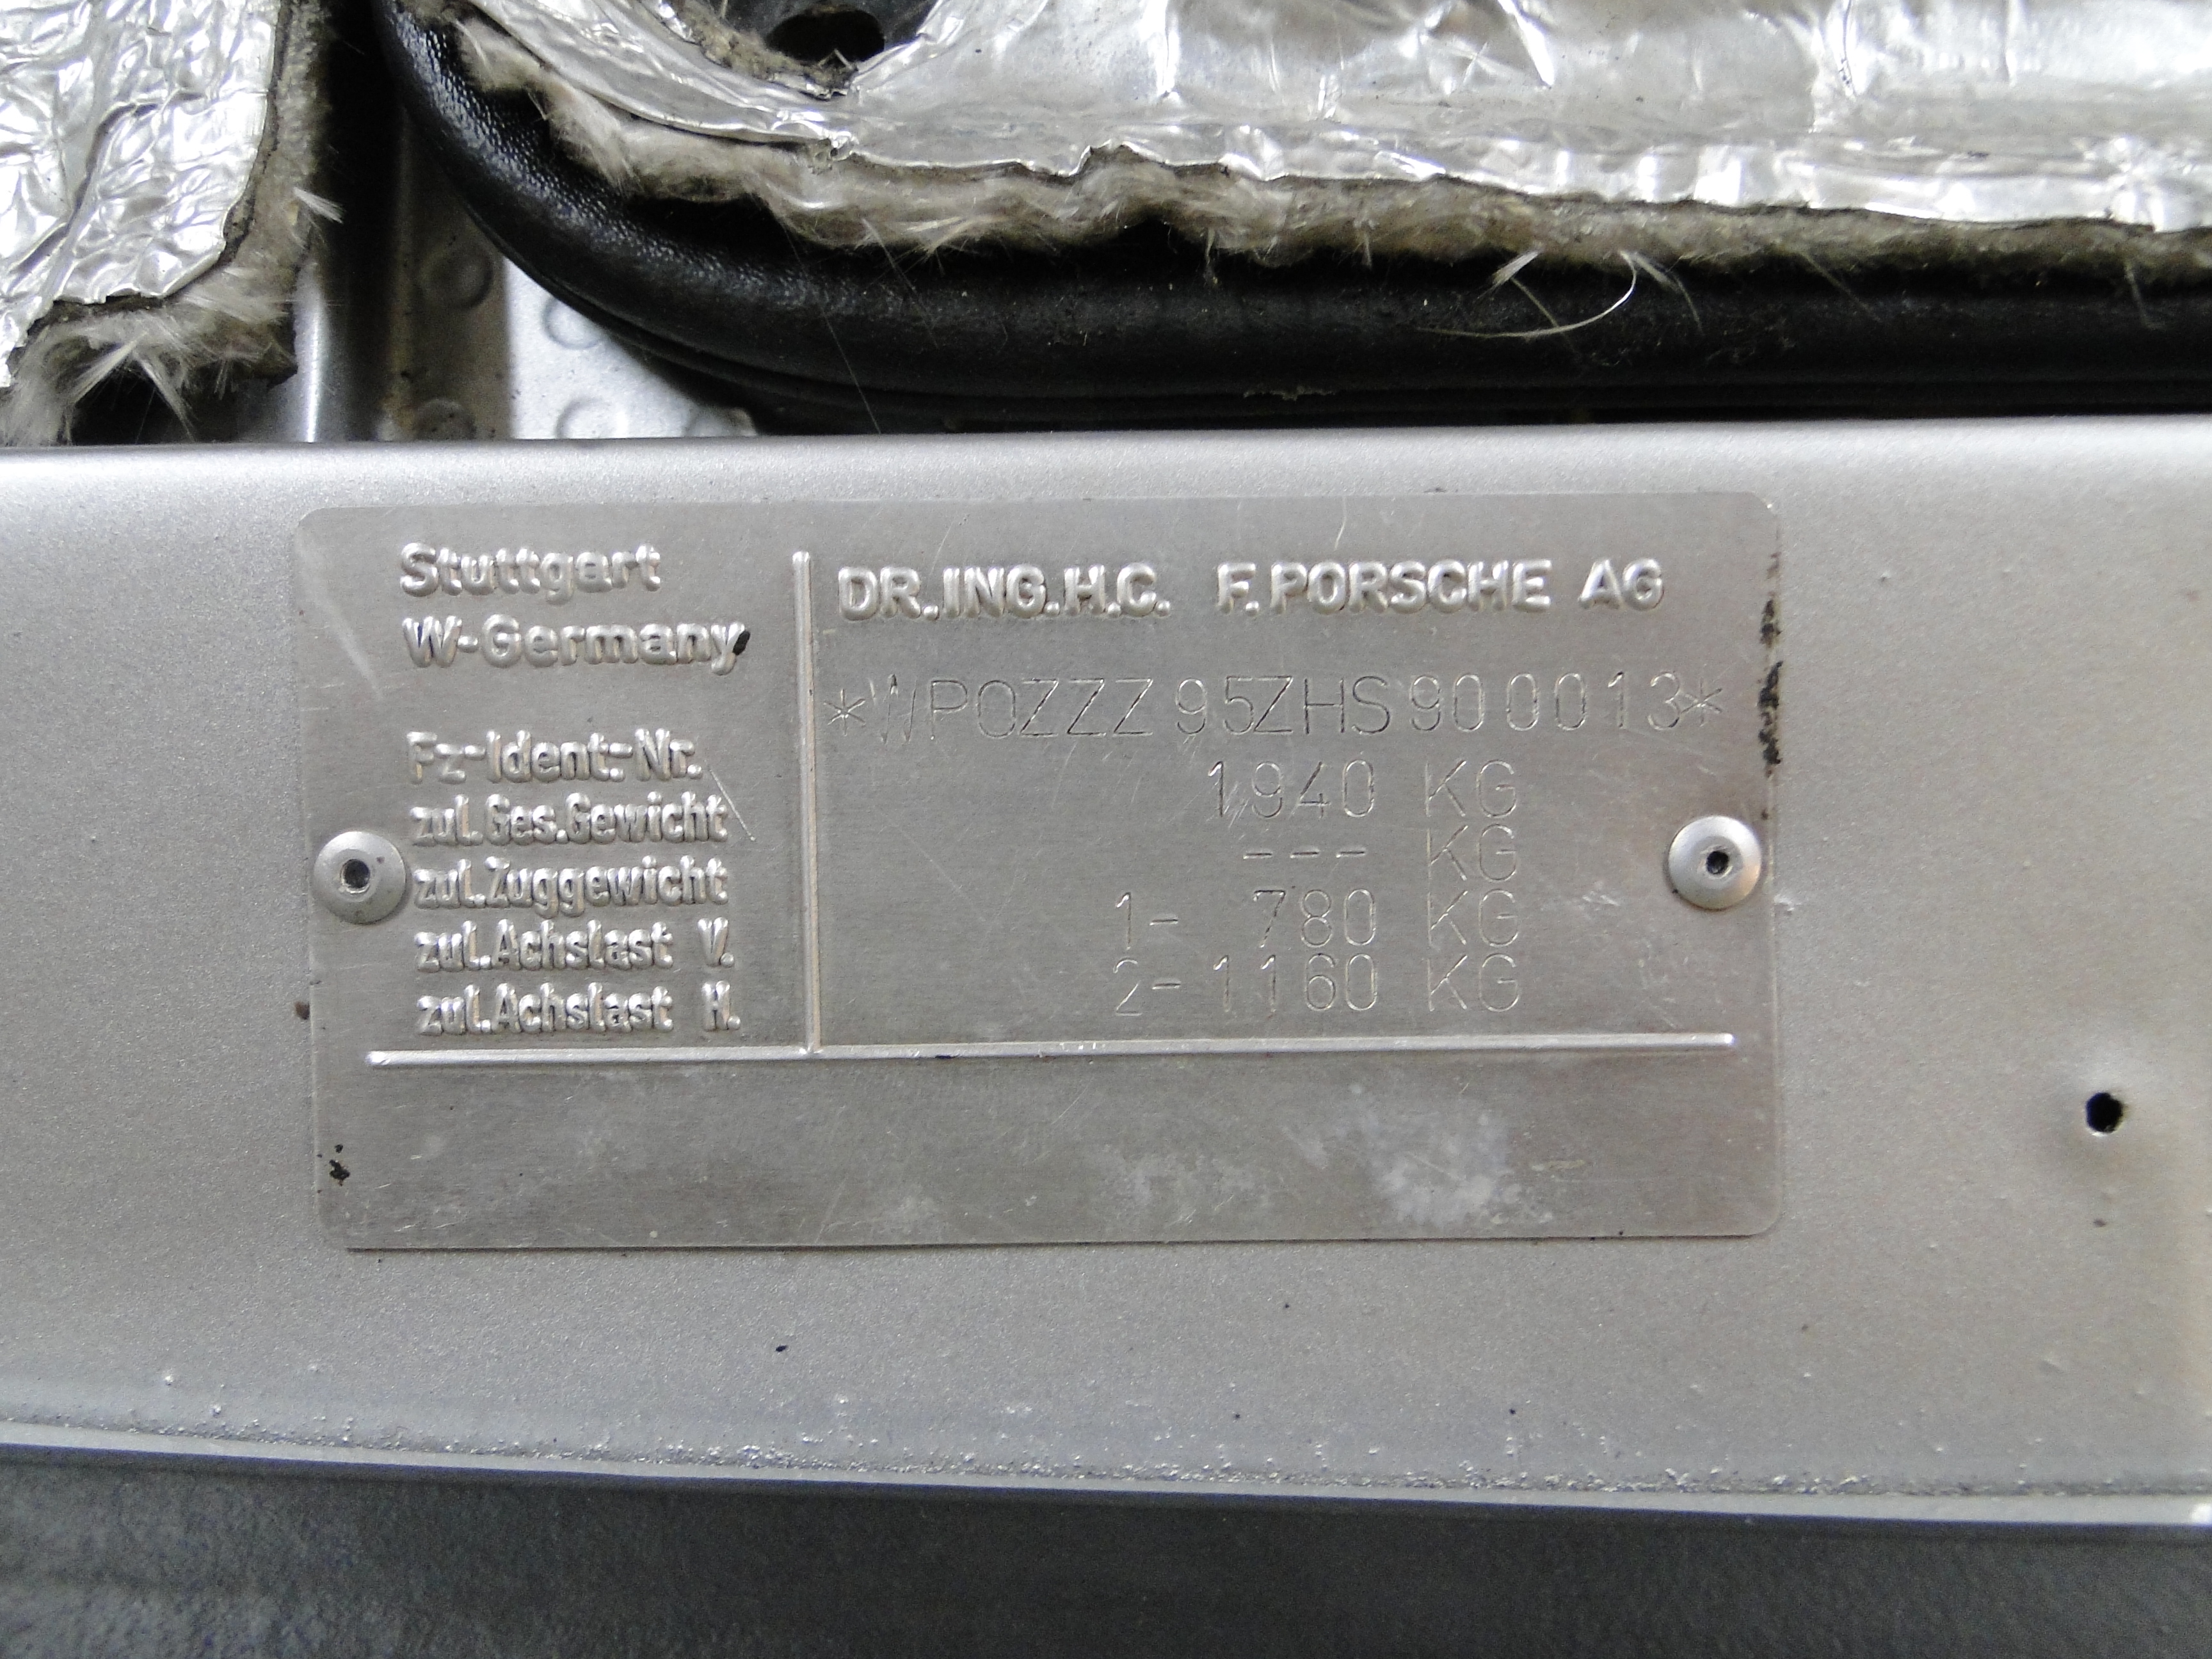 Stuttgart
W-Germany
DR.ING.H.C. F.PORSCHE AG
Fz-Ident.-Nr. *WP0ZZZ95ZHS900013*
zul.Ges.Gewicht 1940 KG
zul.Zuggewicht --- KG
zul.Achslast V. 1- 780 KG
zul.Achslast H. 2-1160 KG